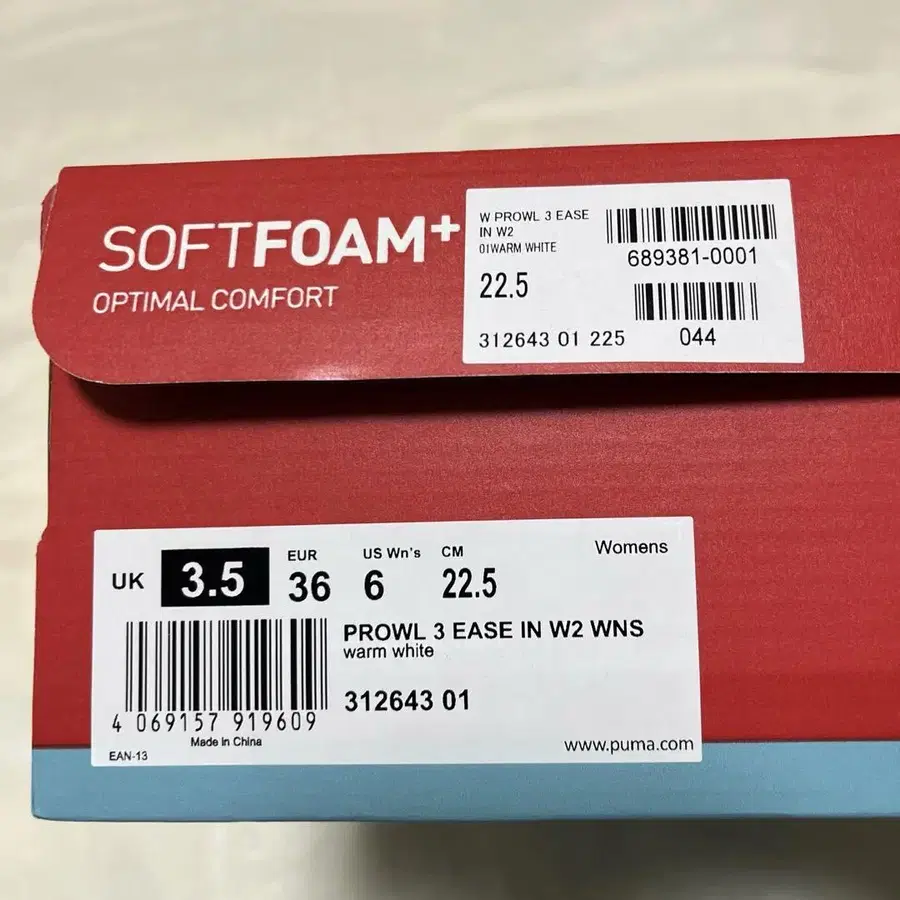 SOFTFOAM+
OPTIMAL COMFORT
W PROWL 3 EASE
IN W2
01WARM WHITE
22.5
312643 01 225
689381-0001
044
UK 3.5
EUR
36
US Wn's
6
CM
22.5
Womens
PROWL 3 EASE IN W2 WNS
warm white
312643 01
4 069157 919609
Made in China
EAN-13
www.puma.com